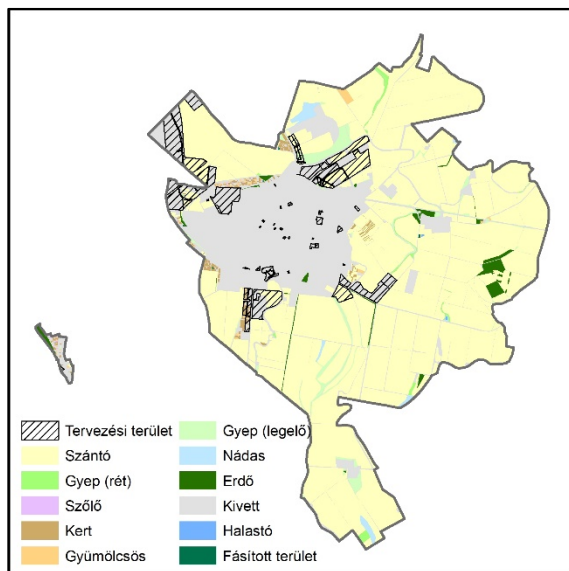 Tervezési terület
Szántó
Gyep (rét)
Szőlő
Kert
Gyümölcsös
Gyep (legelő)
Nádas
Erdő
Kivett
Halastó
Fásított terület